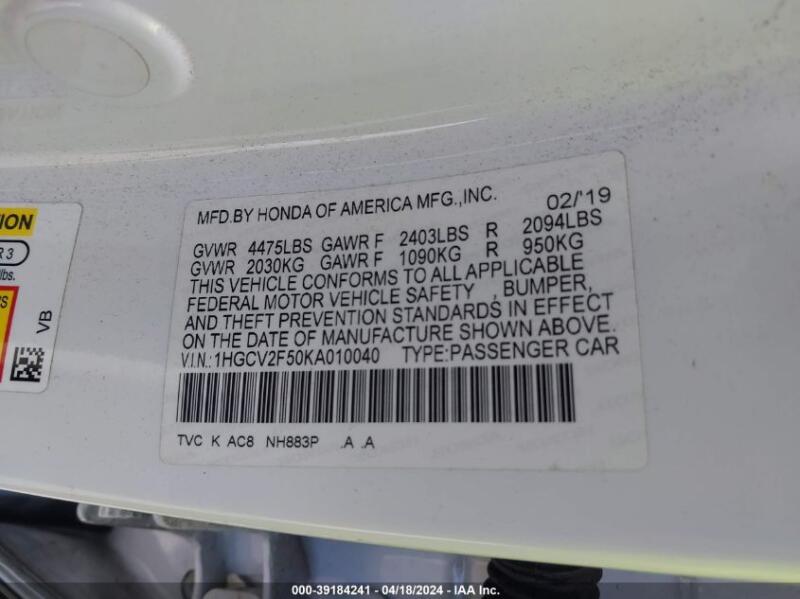 MFD.BY HONDA OF AMERICA MFG.,INC. 02/'19
GVWR 4475LBS GAWR F 2403LBS R 2094LBS
GVWR 2030KG GAWR F 1090KG R 950KG
THIS VEHICLE CONFORMS TO ALL APPLICABLE
FEDERAL MOTOR VEHICLE SAFETY , BUMPER,
AND THEFT PREVENTION STANDARDS IN EFFECT
ON THE DATE OF MANUFACTURE SHOWN ABOVE.
V.I.N.: 1HGCV2F50KA010040 TYPE:PASSENGER CAR
TVC K AC8 NH883P .A .A
R 3
lbs.
VB
000-39184241 - 04/18/2024 - IAA Inc.